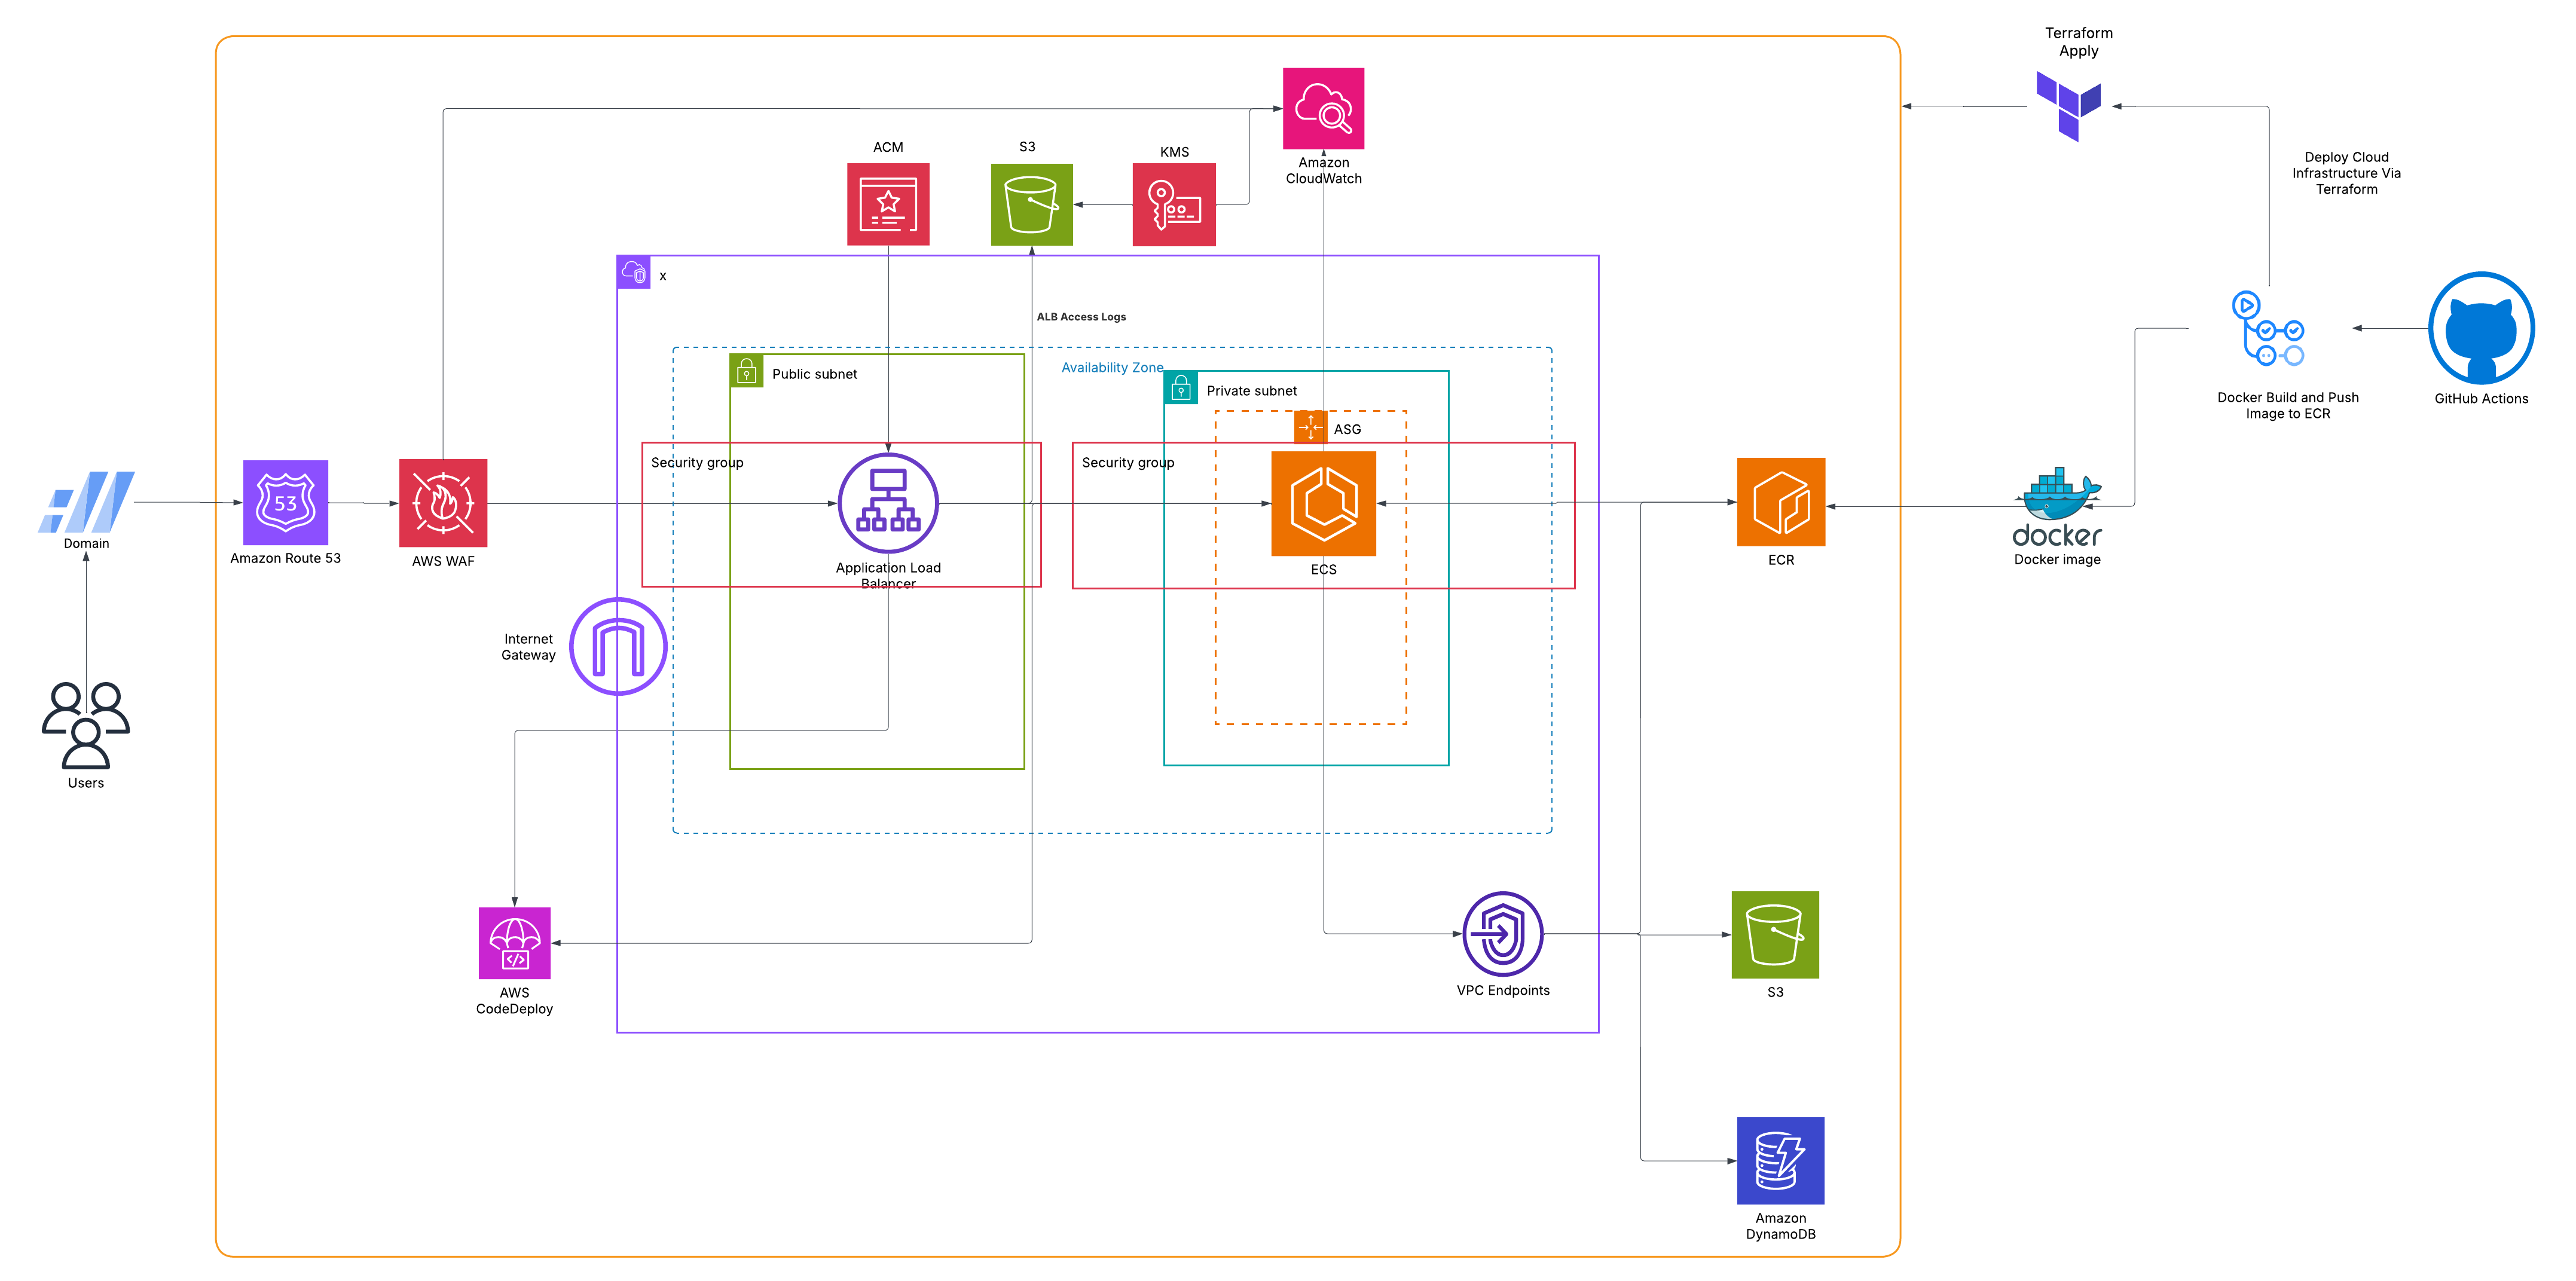 Terraform
Apply
Amazon
CloudWatch
ACM
S3
KMS
Deploy Cloud
Infrastructure Via
Terraform
x
ALB Access Logs
Availability Zone
Public subnet
Private subnet
ASG
Docker Build and Push
Image to ECR
GitHub Actions
Security group
Security group
53
Domain
Amazon Route 53
AWS WAF
Application Load
Balancer
ECS
ECR
docker
Docker image
Internet
Gateway
Users
AWS
CodeDeploy
</>
VPC Endpoints
S3
Amazon
DynamoDB